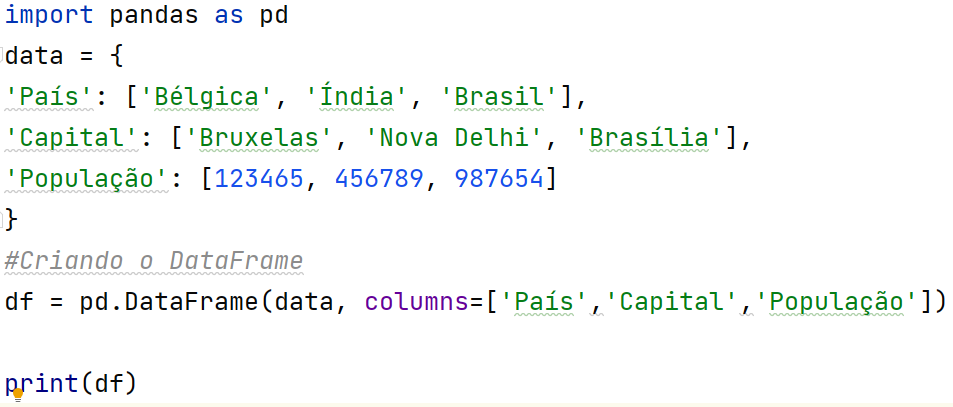 import pandas as pd
data = {
'País': ['Bélgica', 'Índia', 'Brasil'],
'Capital': ['Bruxelas', 'Nova Delhi', 'Brasília'],
'População': [123465, 456789, 987654]
}
#Criando o DataFrame
df = pd.DataFrame(data, columns=['País','Capital','População'])
print(df)